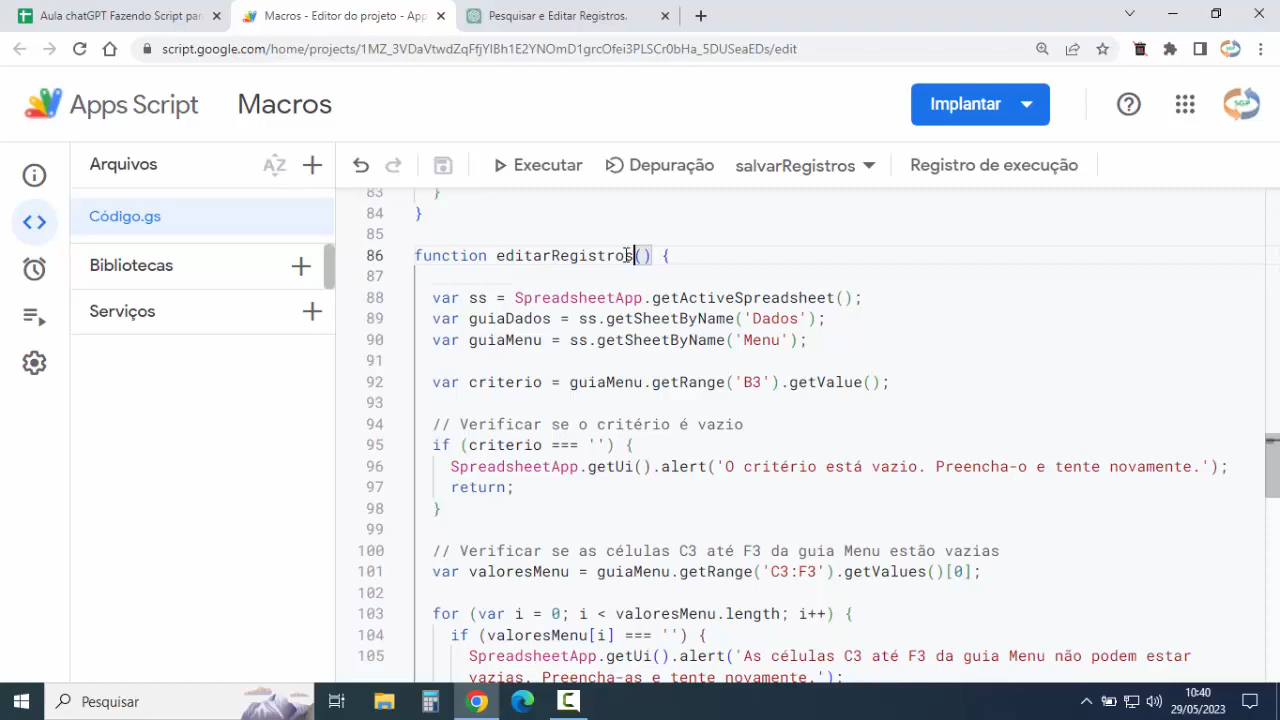 Aula chatGPT Fazendo Script par
Macros - Editor do projeto - App
Pesquisar e Editar Registros.
script.google.com/home/projects/1MZ_3VDaVtwdZqFfjYIBh1E2YNOmD1grcOfei3PLSCr0bHa_5DUSeaEDs/edit
Apps Script
Macros
Implantar
Arquivos
Executar
Depuração
salvarRegistros
Registro de execução
Código.gs
Bibliotecas
Serviços
83 }
84 }
85
86 function editarRegistros() {
87
88 var ss = SpreadsheetApp.getActiveSpreadsheet();
89 var guiaDados = ss.getSheetByName('Dados');
90 var guiaMenu = ss.getSheetByName('Menu');
91
92 var criterio = guiaMenu.getRange('B3').getValue();
93
94 // Verificar se o critério é vazio
95 if (criterio === '') {
96 SpreadsheetApp.getUi().alert('O critério está vazio. Preencha-o e tente novamente.');
97 return;
98 }
99
100 // Verificar se as células C3 até F3 da guia Menu estão vazias
101 var valoresMenu = guiaMenu.getRange('C3:F3').getValues()[0];
102
103 for (var i = 0; i < valoresMenu.length; i++) {
104 if (valoresMenu[i] === '') {
105 SpreadsheetApp.getUi().alert('As células C3 até F3 da guia Menu não podem estar
vazias. Preencha-as e tente novamente.');
Pesquisar
10:40
29/05/2023